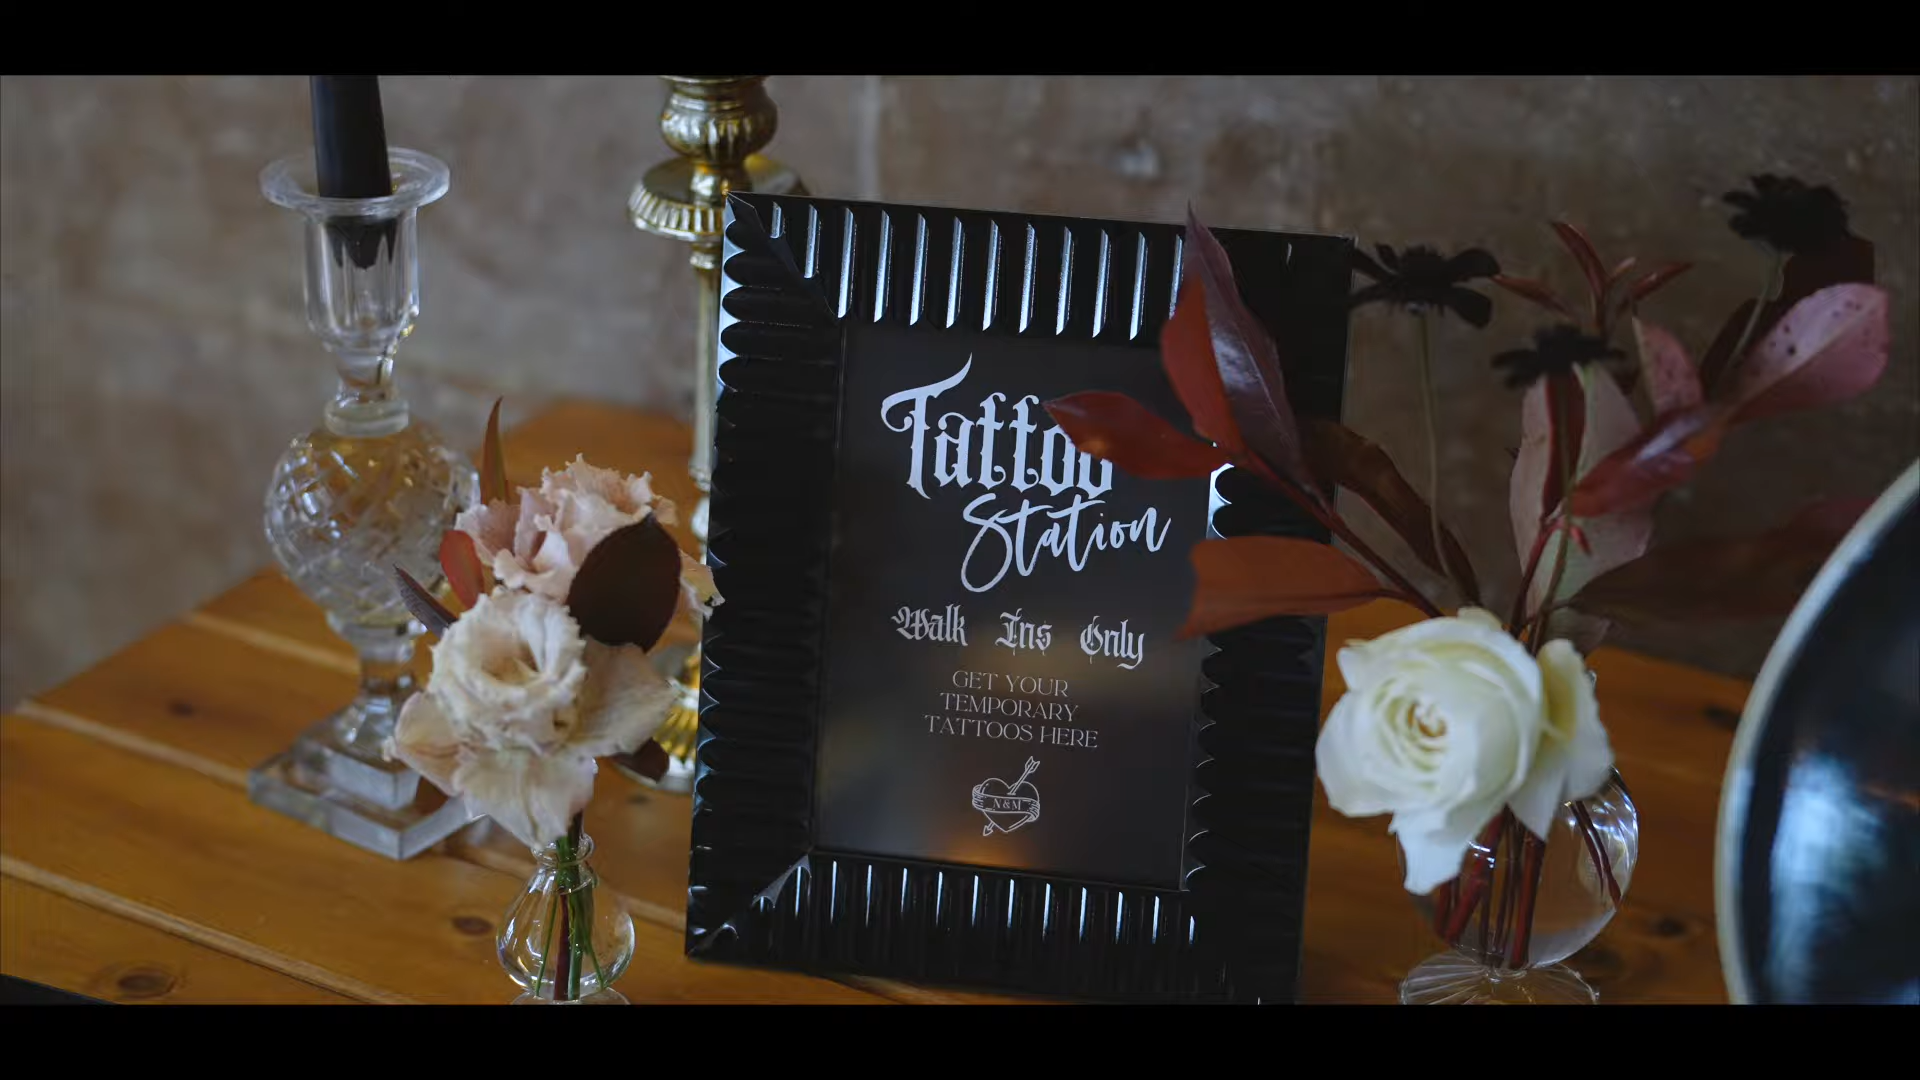 Tattoo
Station
Walk Ins Only
GET YOUR
TEMPORARY
TATTOOS HERE
N&M